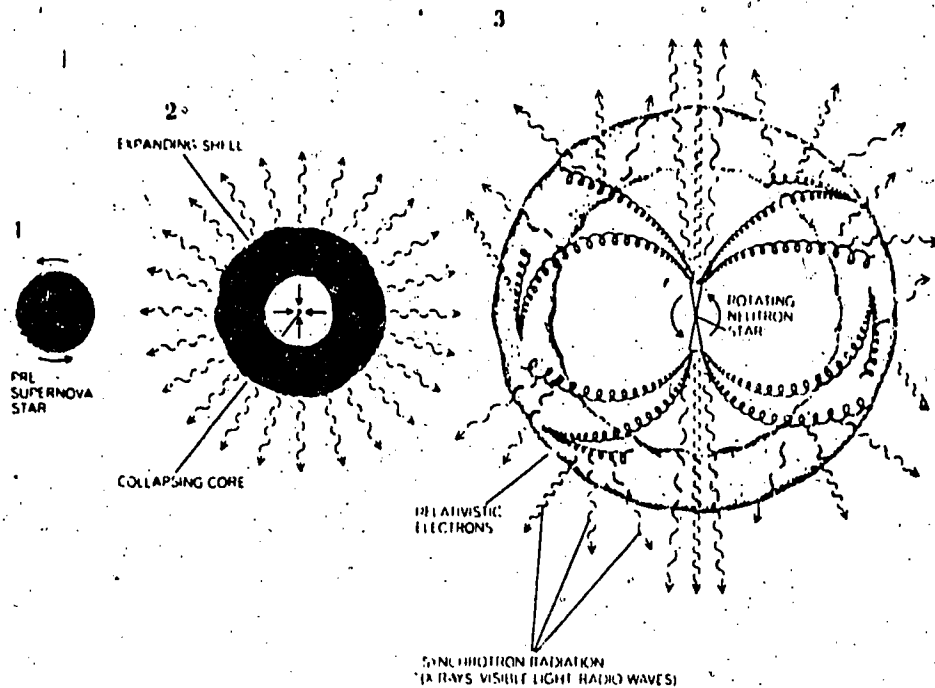 1
PRE
SUPERNOVA
STAR
2
EXPANDING SHELL
COLLAPSING CORE
3
ROTATING
NEUTRON
STAR
RELATIVISTIC
ELECTRONS
SYNCHROTRON RADIATION
(X RAYS VISIBLE LIGHT RADIO WAVES)